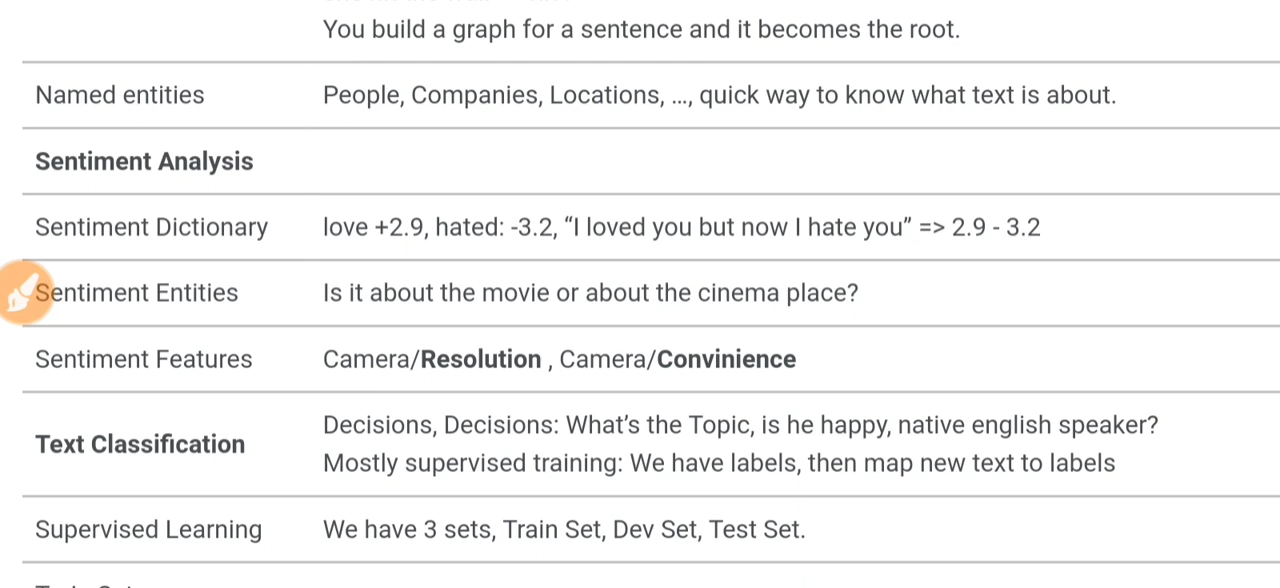 You build a graph for a sentence and it becomes the root.
Named entities People, Companies, Locations, ..., quick way to know what text is about.
Sentiment Analysis
Sentiment Dictionary love +2.9, hated: -3.2, “I loved you but now I hate you” => 2.9 - 3.2
Sentiment Entities Is it about the movie or about the cinema place?
Sentiment Features Camera/Resolution , Camera/Convinience
Text Classification
Decisions, Decisions: What’s the Topic, is he happy, native english speaker?
Mostly supervised training: We have labels, then map new text to labels
Supervised Learning We have 3 sets, Train Set, Dev Set, Test Set.